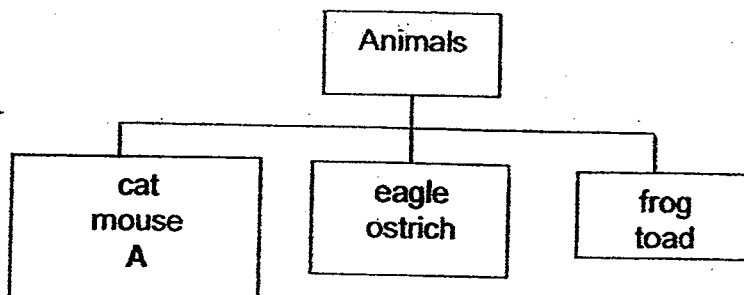 Animals
cat
mouse
A
eagle
ostrich
frog
toad